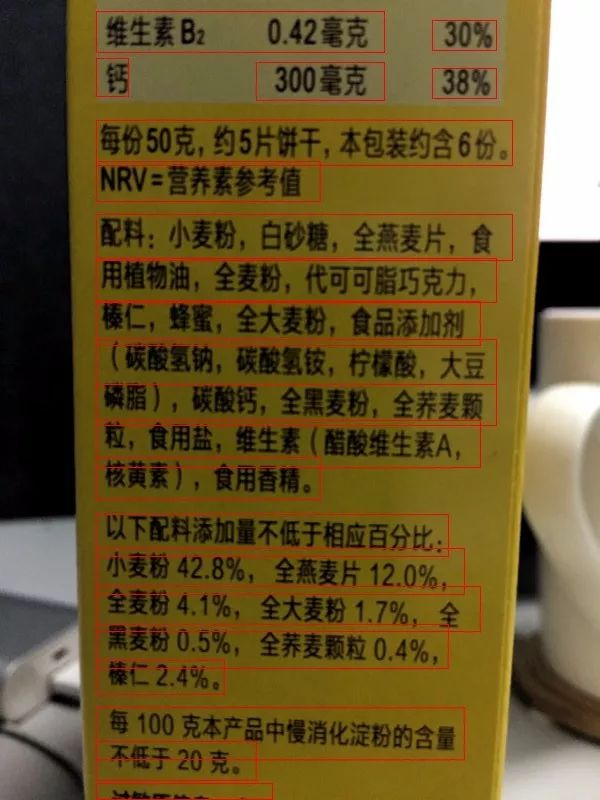 维生素B₂ 0.42毫克 30%
钙 300毫克 38%
每份50克，约5片饼干，本包装约含6份。
NRV=营养素参考值
配料：小麦粉，白砂糖，全燕麦片，食
用植物油，全麦粉，代可可脂巧克力，
榛仁，蜂蜜，全大麦粉，食品添加剂
（碳酸氢钠，碳酸氢铵，柠檬酸，大豆
磷脂），碳酸钙，全黑麦粉，全荞麦颗
粒，食用盐，维生素（醋酸维生素A，
核黄素），食用香精。
以下配料添加量不低于相应百分比：
小麦粉 42.8%， 全燕麦片 12.0%，
全麦粉 4.1%， 全大麦粉 1.7%， 全
黑麦粉 0.5%， 全荞麦颗粒 0.4%，
榛仁 2.4%。
每 100 克本产品中慢消化淀粉的含量
不低于 20 克。